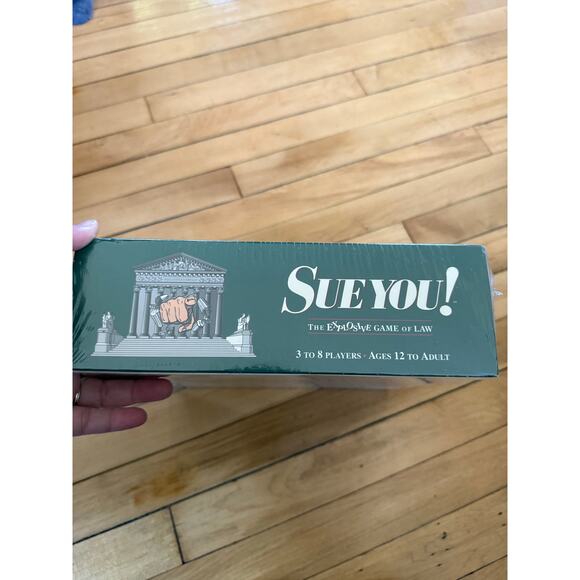 SUE YOU!
THE EXPLOSIVE GAME OF LAW
3 TO 8 PLAYERS · AGES 12 TO ADULT